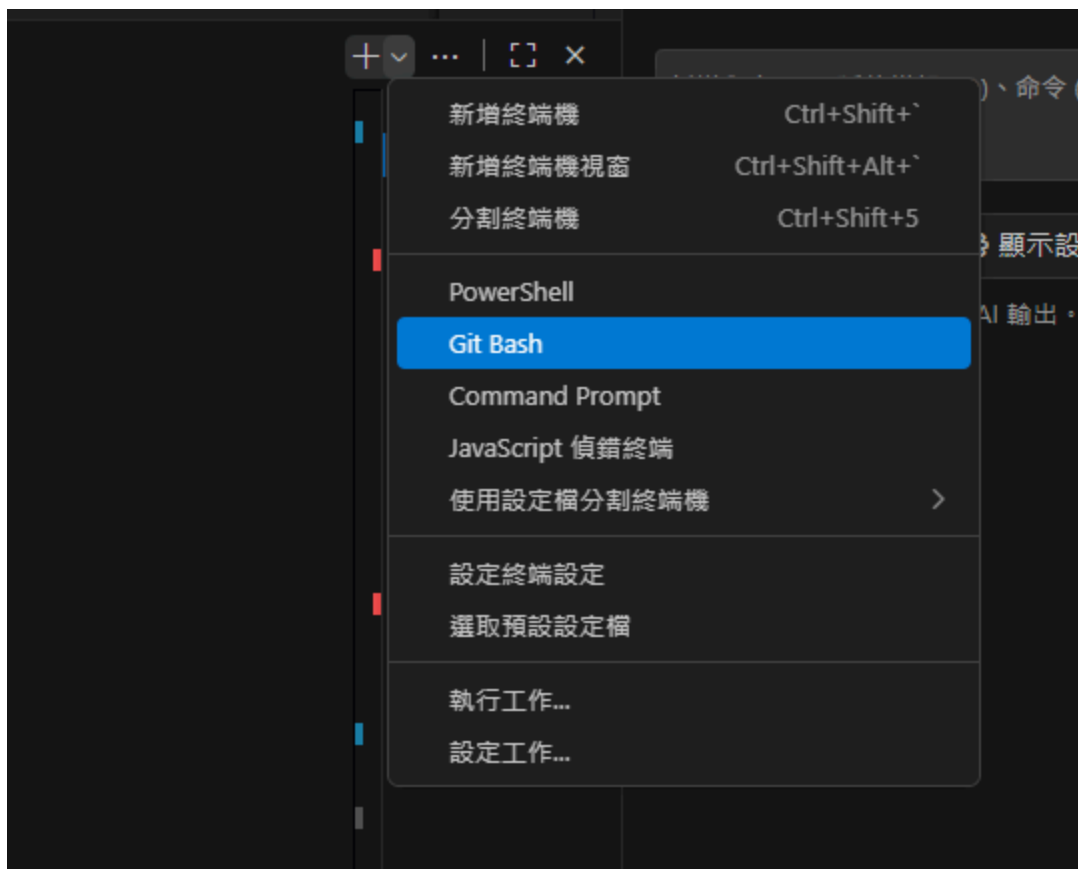 新增終端機 Ctrl+Shift+`
新增終端機視窗 Ctrl+Shift+Alt+`
分割終端機 Ctrl+Shift+5
PowerShell
Git Bash
Command Prompt
JavaScript 偵錯終端
使用設定檔分割終端機
設定終端設定
選取預設設定檔
執行工作...
設定工作...
)、命令 (
顯示設
AI 輸出。